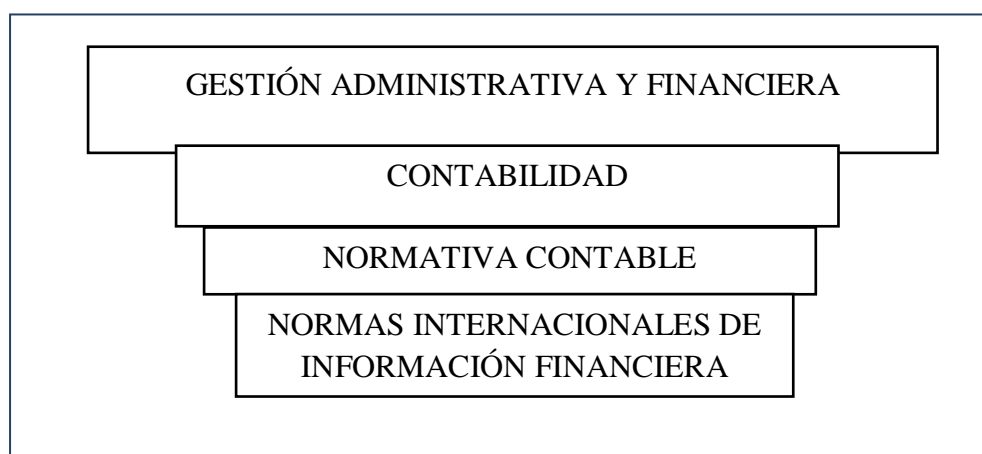 GESTIÓN ADMINISTRATIVA Y FINANCIERA
CONTABILIDAD
NORMATIVA CONTABLE
NORMAS INTERNACIONALES DE
INFORMACIÓN FINANCIERA